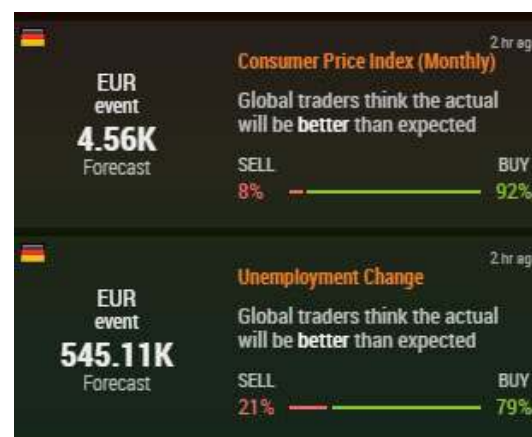 2 hr ag
Consumer Price Index (Monthly)
EUR
event
4.56K
Forecast
Global traders think the actual
will be better than expected
SELL BUY
8% 92%
2 hr ag
Unemployment Change
EUR
event
545.11K
Forecast
Global traders think the actual
will be better than expected
SELL BUY
21% 79%